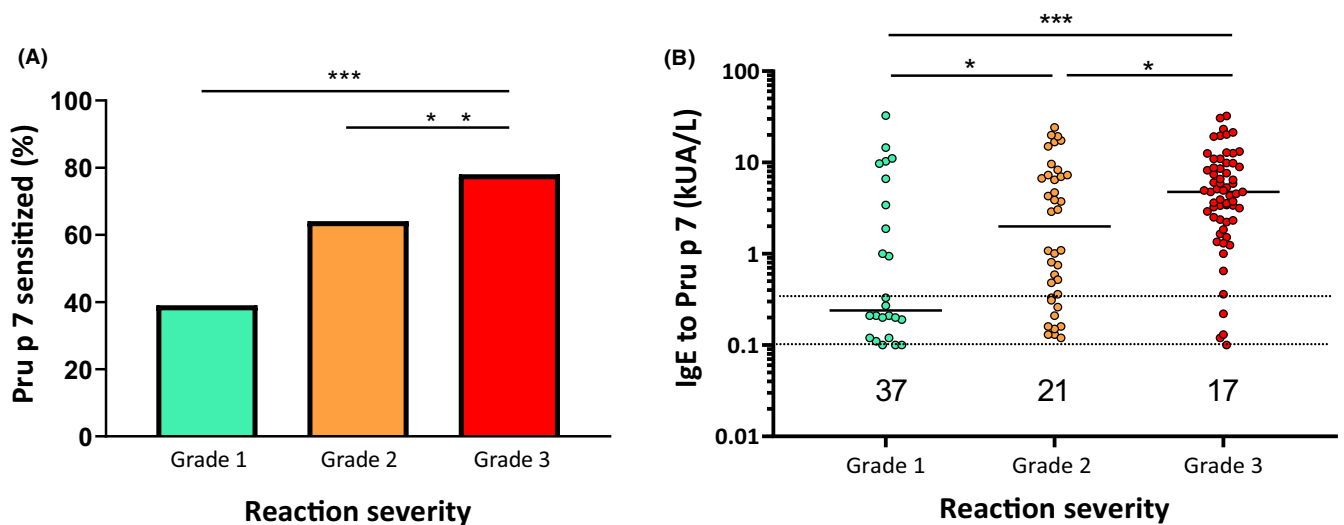 (A)
***
* *
Pru p 7 sensitized (%)
100
80
60
40
20
0
Grade 1 Grade 2 Grade 3
Reaction severity
(B)
***
* *
IgE to Pru p 7 (kUA/L)
100
10
1
0.1
0.01
37 21 17
Grade 1 Grade 2 Grade 3
Reaction severity